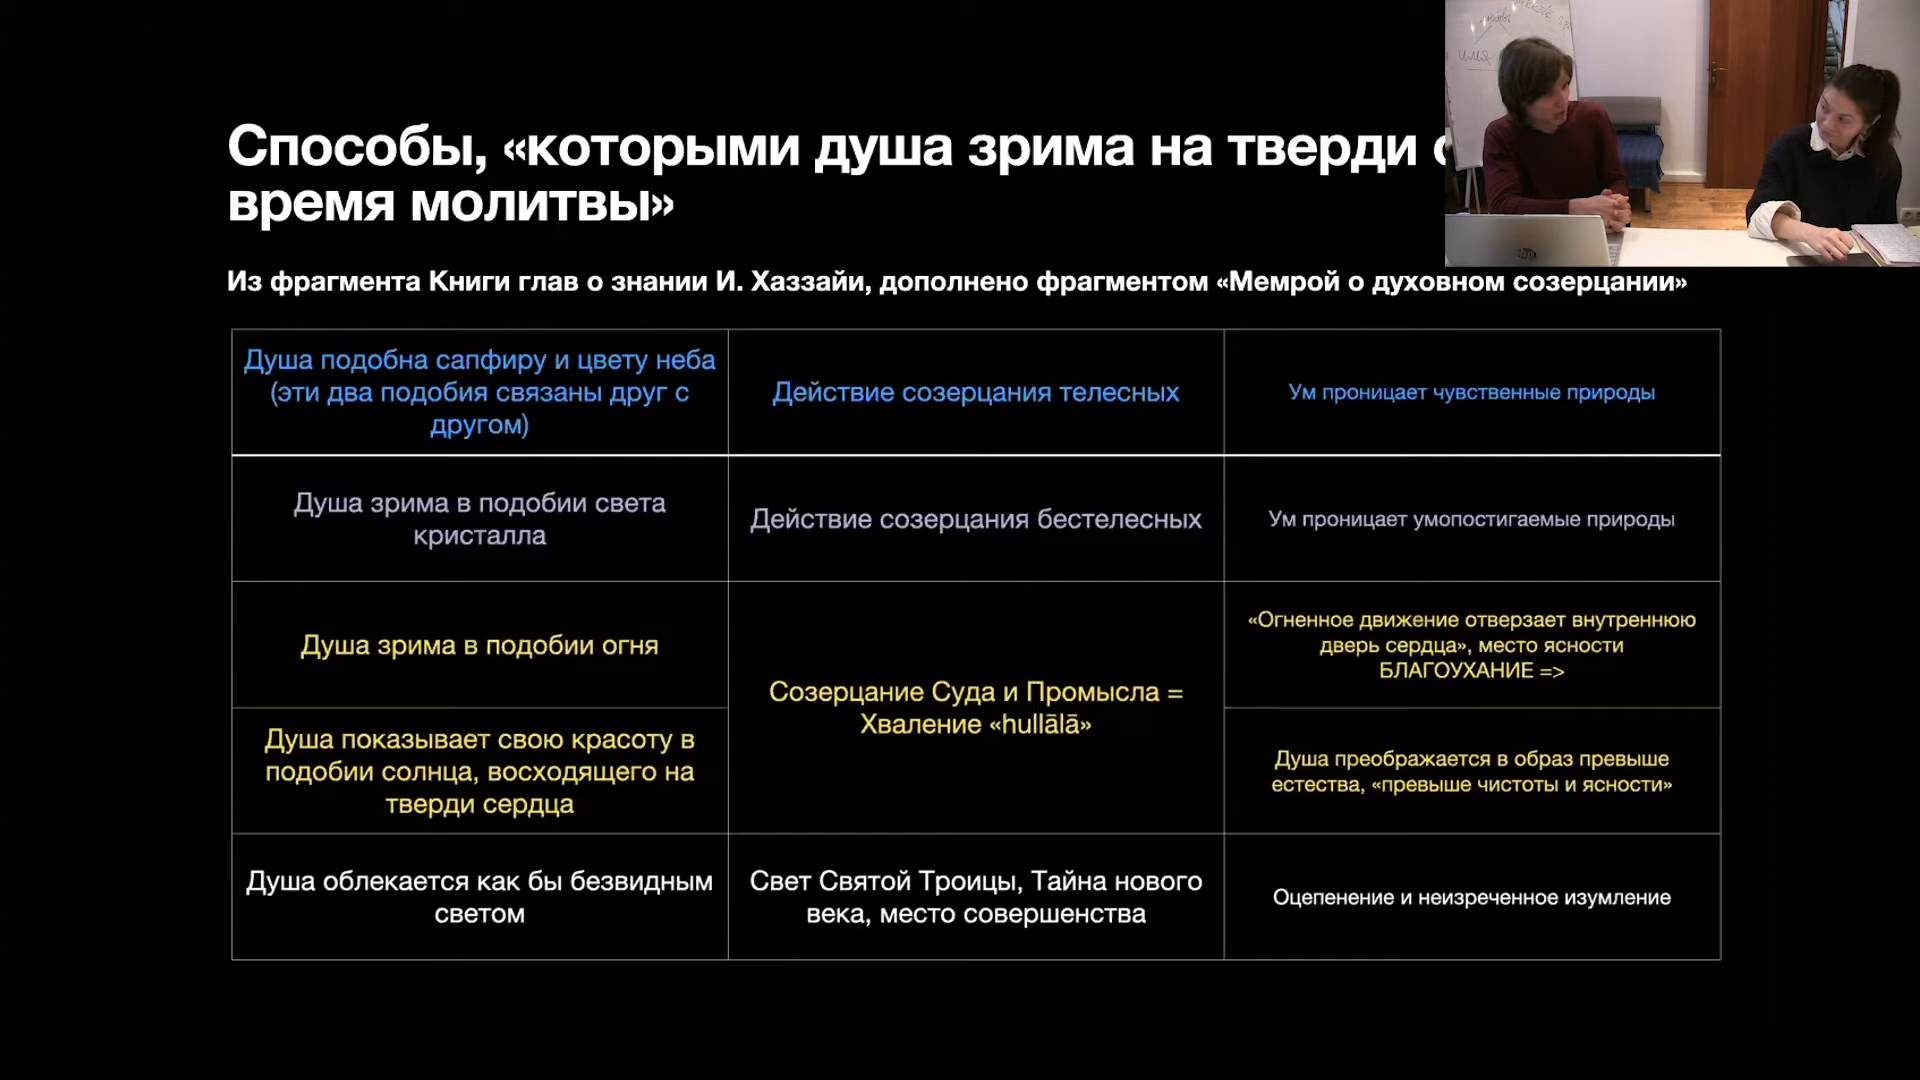 Способы, «которыми душа зрима на тверди
время молитвы»
Из фрагмента Книги глав о знании И. Хаззайи, дополнено фрагментом «Мемрой о духовном созерцании»
Душа подобна сапфиру и цвету неба
(эти два подобия связаны друг с
другом)
Действие созерцания телесных
Ум проницает чувственные природы
Душа зрима в подобии света
кристалла
Действие созерцания бестелесных
Ум проницает умопостигаемые природы
Душа зрима в подобии огня
Созерцание Суда и Промысла =
Хваление «hullālā»
«Огненное движение отверзает внутреннюю
дверь сердца», место ясности
БЛАГОУХАНИЕ =>
Душа показывает свою красоту в
подобии солнца, восходящего на
тверди сердца
Душа преображается в образ превыше
естества, «превыше чистоты и ясности»
Душа облекается как бы безвидным
светом
Свет Святой Троицы, Тайна нового
века, место совершенства
Оцепенение и неизреченное изумление
имя
hp